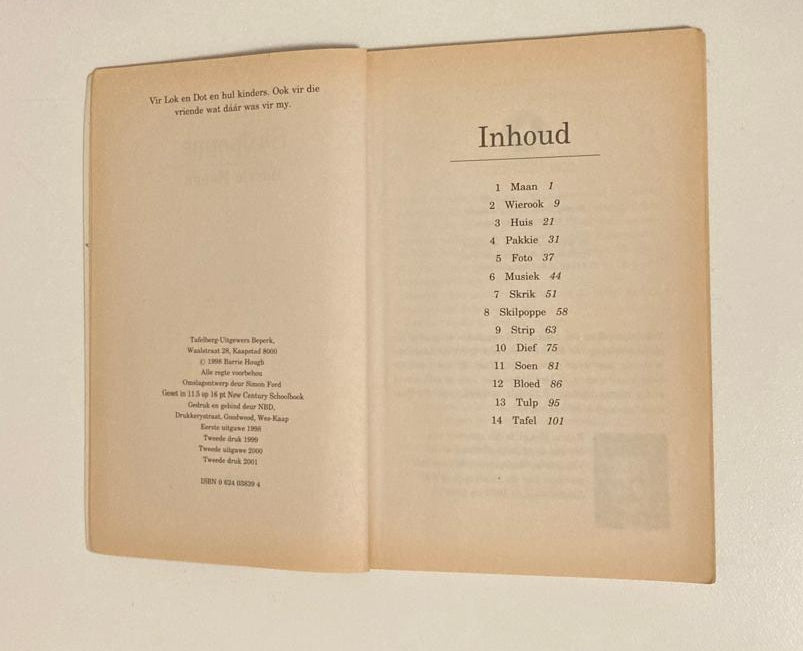 Vir Lok en Dot en hul kinders. Ook vir die
vriende wat dáár was vir my.
Tafelberg-Uitgewers Beperk,
Waalstraat 28, Kaapstad 8000
© 1998 Barrie Hough
Alle regte voorbehou
Omslagontwerp deur Simon Ford
Geset in 11.5 op 16 pt New Century Schoolbook
Gedruk en gebind deur NBD,
Drukkerystraat, Goodwood, Wes-Kaap
Eerste uitgawe 1998
Tweede druk 1999
Tweede uitgawe 2000
Tweede druk 2001
ISBN 0 624 03839 4
Inhoud
1 Maan 1
2 Wierook 9
3 Huis 21
4 Pakkie 31
5 Foto 37
6 Musiek 44
7 Skrik 51
8 Skilpoppe 58
9 Strip 63
10 Dief 75
11 Soen 81
12 Bloed 86
13 Tulp 95
14 Tafel 101